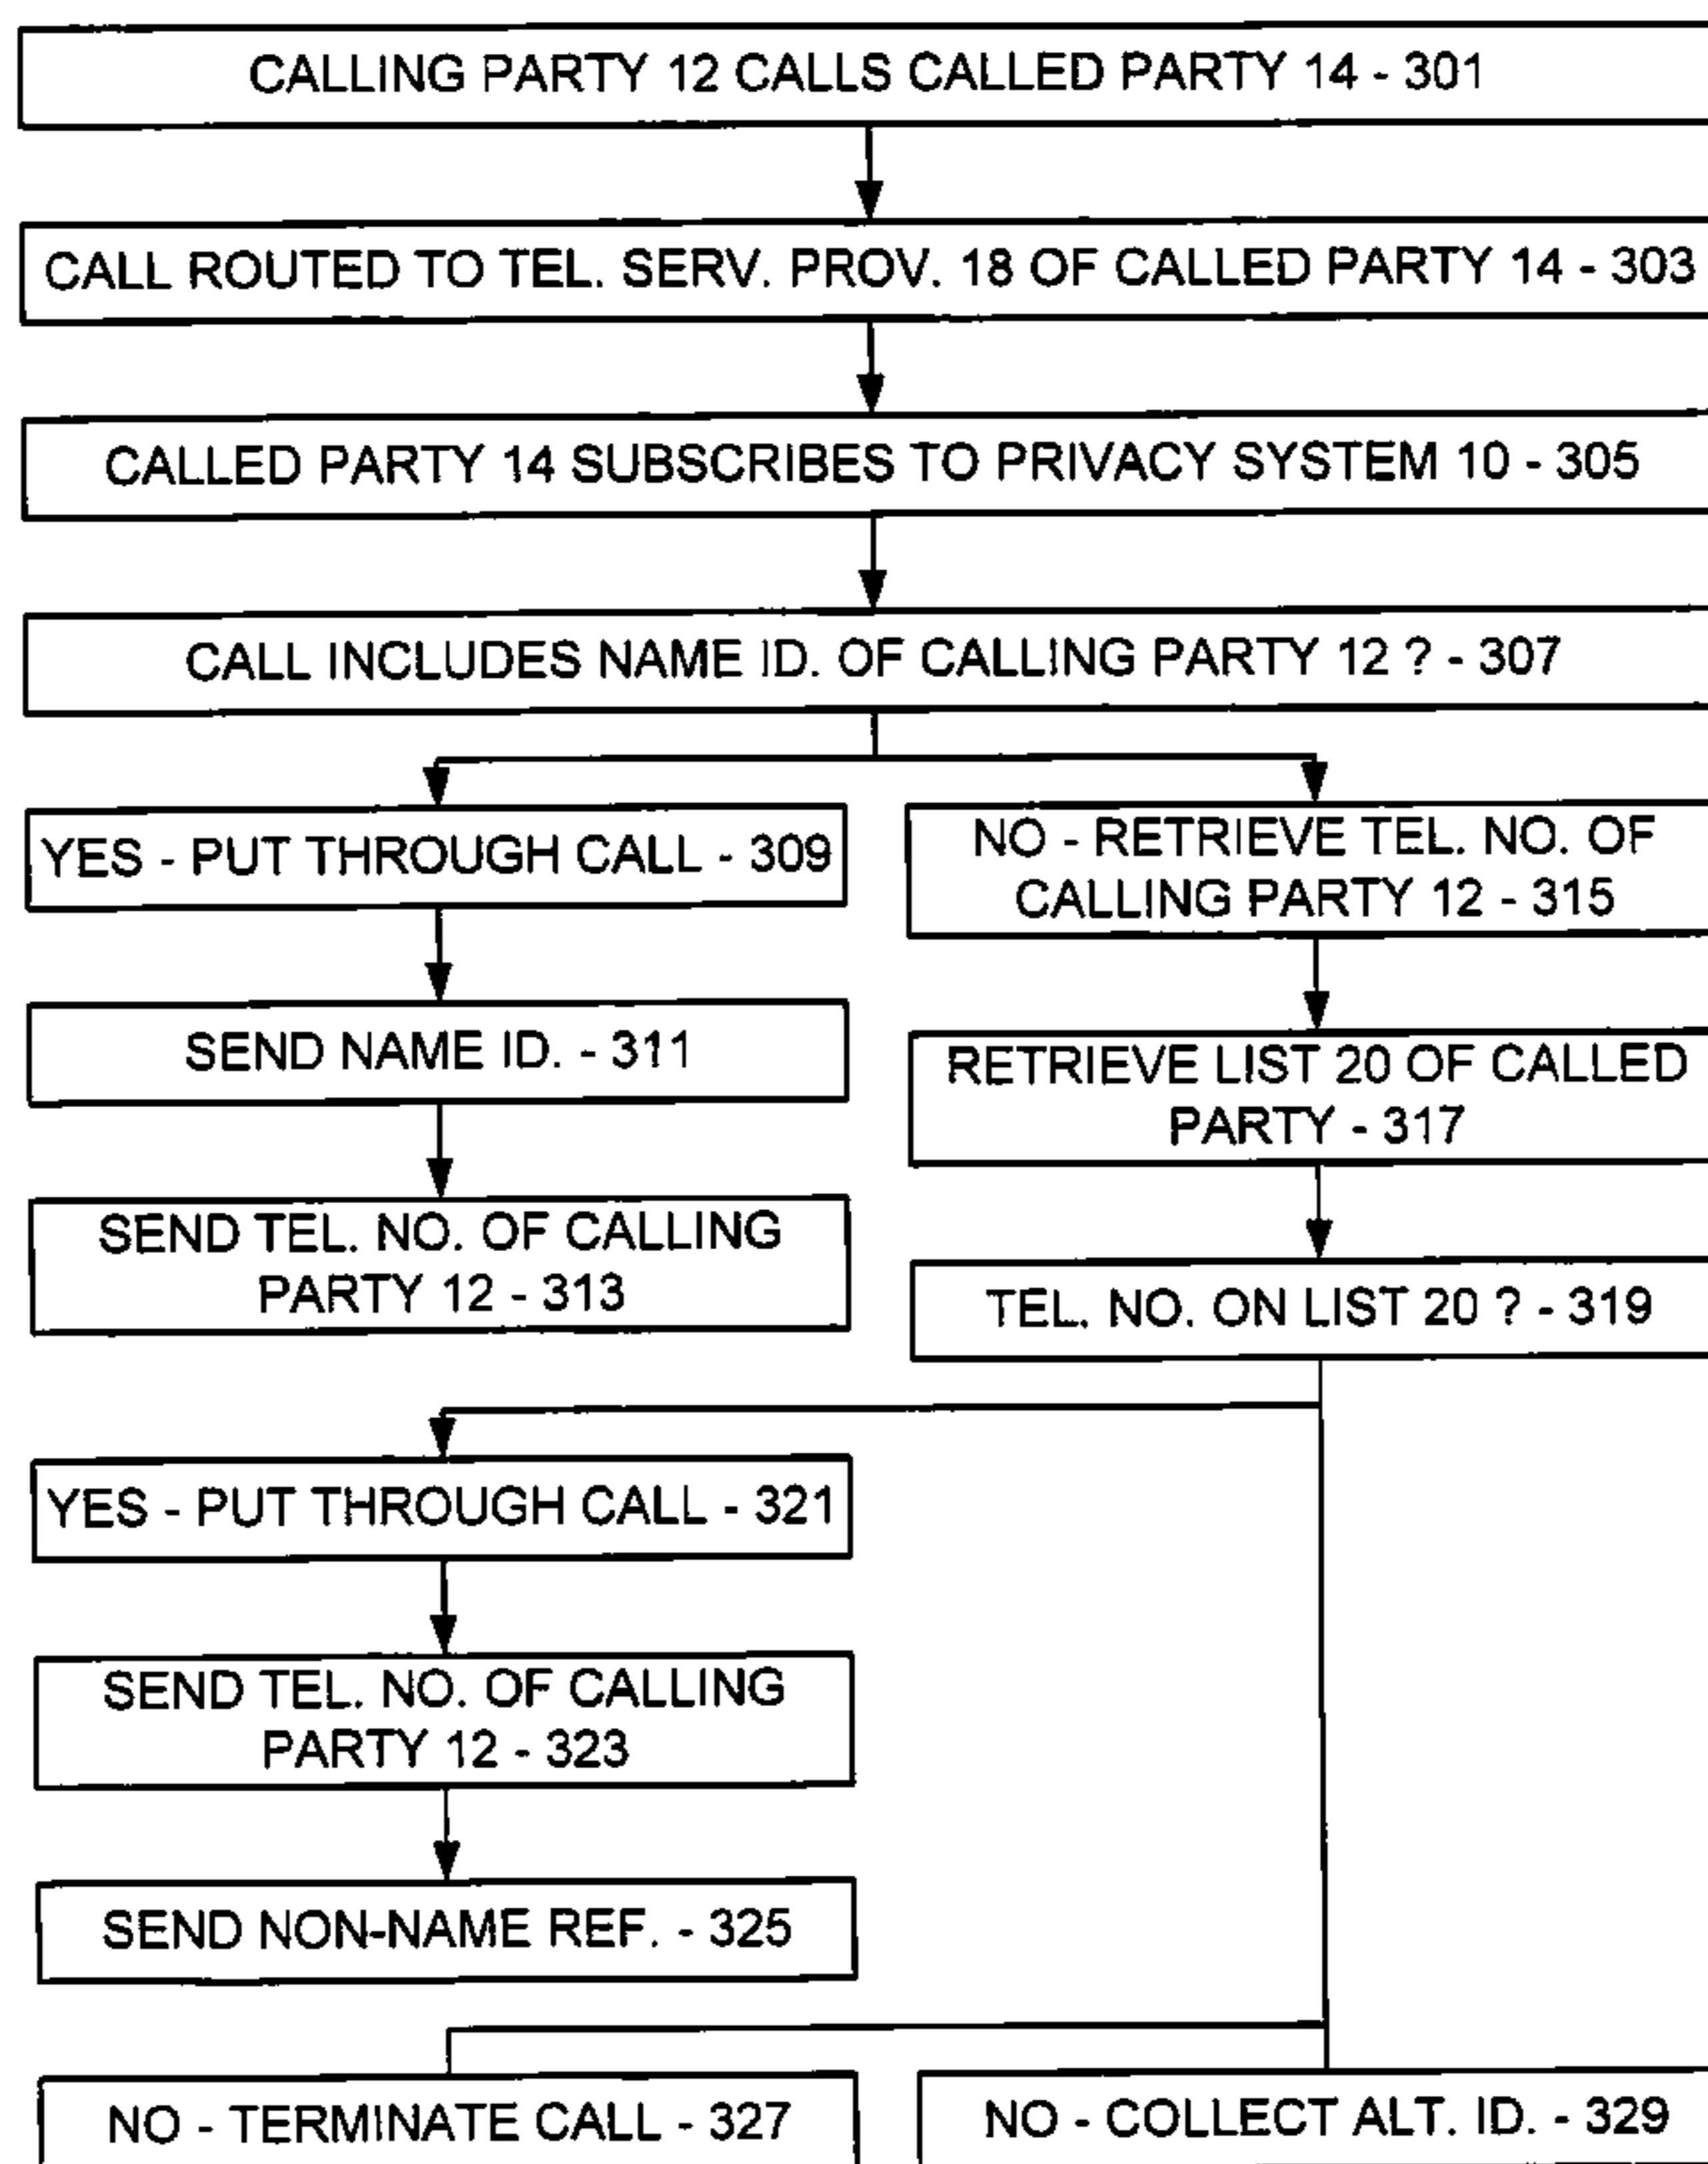 CALLING PARTY 12 CALLS CALLED PARTY 14 - 301
CALL ROUTED TO TEL. SERV. PROV. 18 OF CALLED PARTY 14 - 303
CALLED PARTY 14 SUBSCRIBES TO PRIVACY SYSTEM 10 - 305
CALL INCLUDES NAME ID. OF CALLING PARTY 12 ? - 307
YES - PUT THROUGH CALL - 309
SEND NAME ID. - 311
SEND TEL. NO. OF CALLING
PARTY 12 - 313
NO - RETRIEVE TEL. NO. OF
CALLING PARTY 12 - 315
RETRIEVE LIST 20 OF CALLED
PARTY - 317
TEL. NO. ON LIST 20 ? - 319
YES - PUT THROUGH CALL - 321
SEND TEL. NO. OF CALLING
PARTY 12 - 323
SEND NON-NAME REF. - 325
NO - TERMINATE CALL - 327
NO - COLLECT ALT. ID. - 329